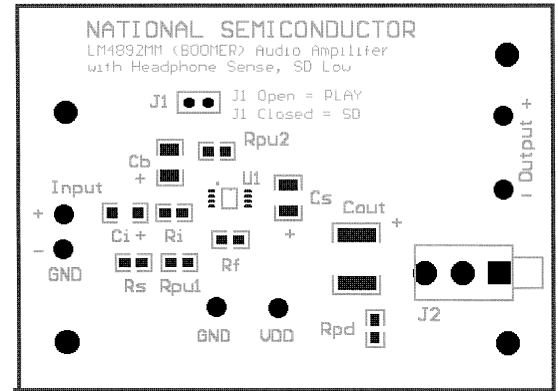 NATIONAL SEMICONDUCTOR
LM4892MM (BOOMER) Audio Amplilifer
with Headphone Sense, SD Low
J1
J1 Open = PLAY
J1 Closed = SD
Output +
–
Rpu2
Cb
+
U1
Input
+
–
GND
Cs
+
Cout
+
Ci +
Ri
Rf
Rs
Rpu1
GND
VDD
Rpd
J2